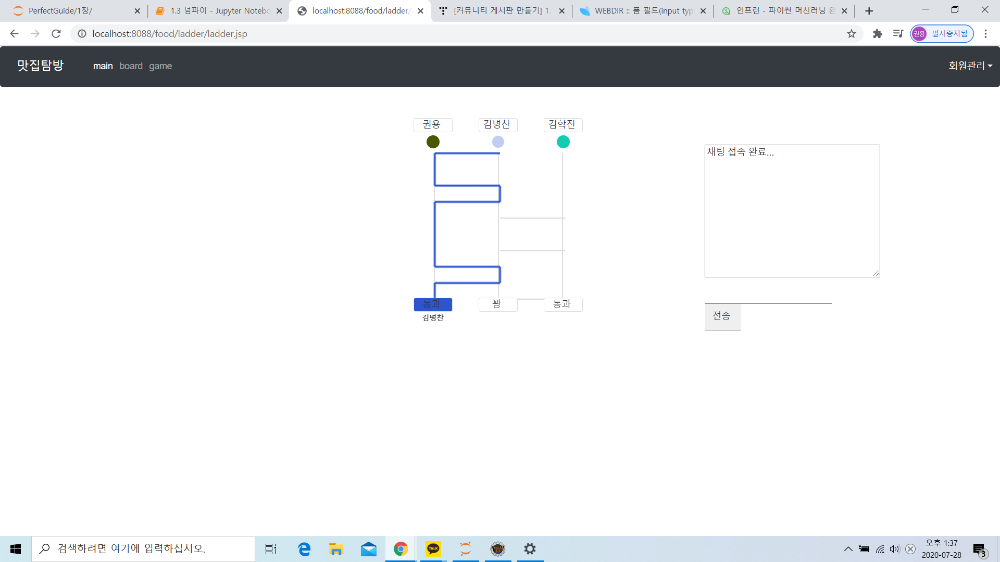 PerfectGuide/1장/
1.3 넘파이 - Jupyter Notebo
localhost:8088/food/ladder/
[커뮤니티 게시판 만들기] 1.
WEBDIR :: 폼 필드(input typ
인프런 - 파이썬 머신러닝 완
localhost:8088/food/ladder/ladder.jsp
권용
일시중지됨
맛집탐방
main
board
game
회원관리
권용
김병찬
김학진
채팅 접속 완료...
통과
꽝
통과
김병찬
전송
검색하려면 여기에 입력하십시오.
TALK
오후 1:37
2020-07-28
3